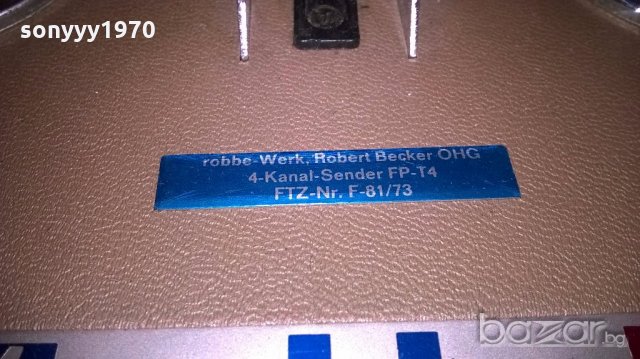 sonyyy1970
robbe-Werk, Robert Becker OHG
4-Kanal-Sender FP-T4
FTZ-Nr. F-81/73
bazar.bg